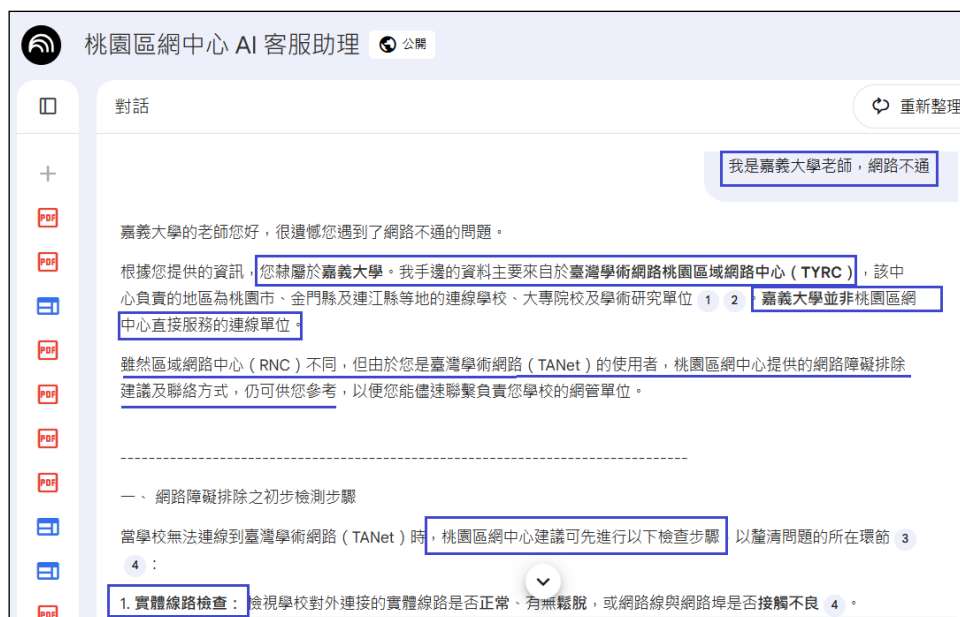 桃園區網中心 AI 客服助理 公開
對話
重新整理
我是嘉義大學老師，網路不通
嘉義大學的老師您好，很遺憾您遇到了網路不通的問題。
根據您提供的資訊，您隸屬於嘉義大學。我手邊的資料主要來自於臺灣學術網路桃園區域網路中心（TYRC），該中
心負責的地區為桃園市、金門縣及連江縣等地的連線學校、大專院校及學術研究單位 1 2 。嘉義大學並非桃園區網
中心直接服務的連線單位。
雖然區域網路中心（RNC）不同，但由於您是臺灣學術網路（TANet）的使用者，桃園區網中心提供的網路障礙排除
建議及聯絡方式，仍可供您參考，以便您能儘速聯繫負責您學校的網管單位。
--------------------------------------------------------------------------------
一、 網路障礙排除之初步檢測步驟
當學校無法連線到臺灣學術網路（TANet）時，桃園區網中心建議可先進行以下檢查步驟，以釐清問題的所在環節 3
4 ：
1. 實體線路檢查： 檢視學校對外連接的實體線路是否正常、有無鬆脫，或網路線與網路埠是否接觸不良 4 。
PDF
PDF
PDF
PDF
PDF
PDF
PDF